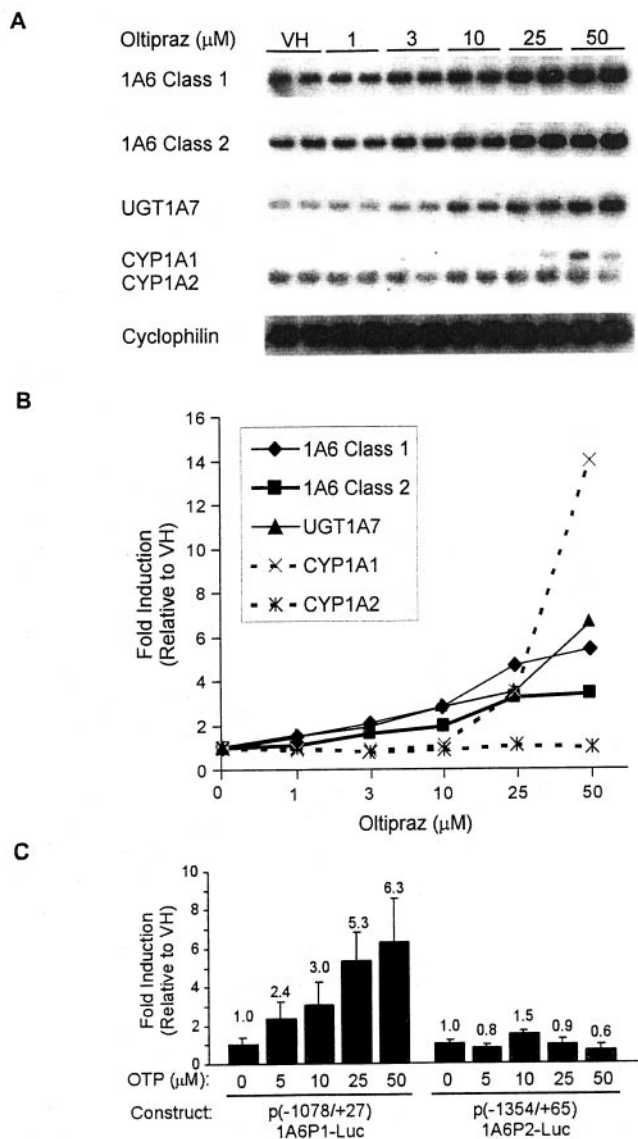 A
Oltipraz (μM) VH 1 3 10 25 50
1A6 Class 1
1A6 Class 2
UGT1A7
CYP1A1
CYP1A2
Cyclophilin
B
Fold Induction
(Relative to VH)
16
14
12
10
8
6
4
2
0
1A6 Class 1
1A6 Class 2
UGT1A7
CYP1A1
CYP1A2
0 1 3 10 25 50
Oltipraz (μM)
C
Fold Induction
(Relative to VH)
10
8
6
4
2
0
1.0 2.4 3.0 5.3 6.3 1.0 0.8 1.5 0.9 0.6
OTP (μM): 0 5 10 25 50 0 5 10 25 50
Construct: p(-1078/+27) p(-1354/+65)
1A6P1-Luc 1A6P2-Luc